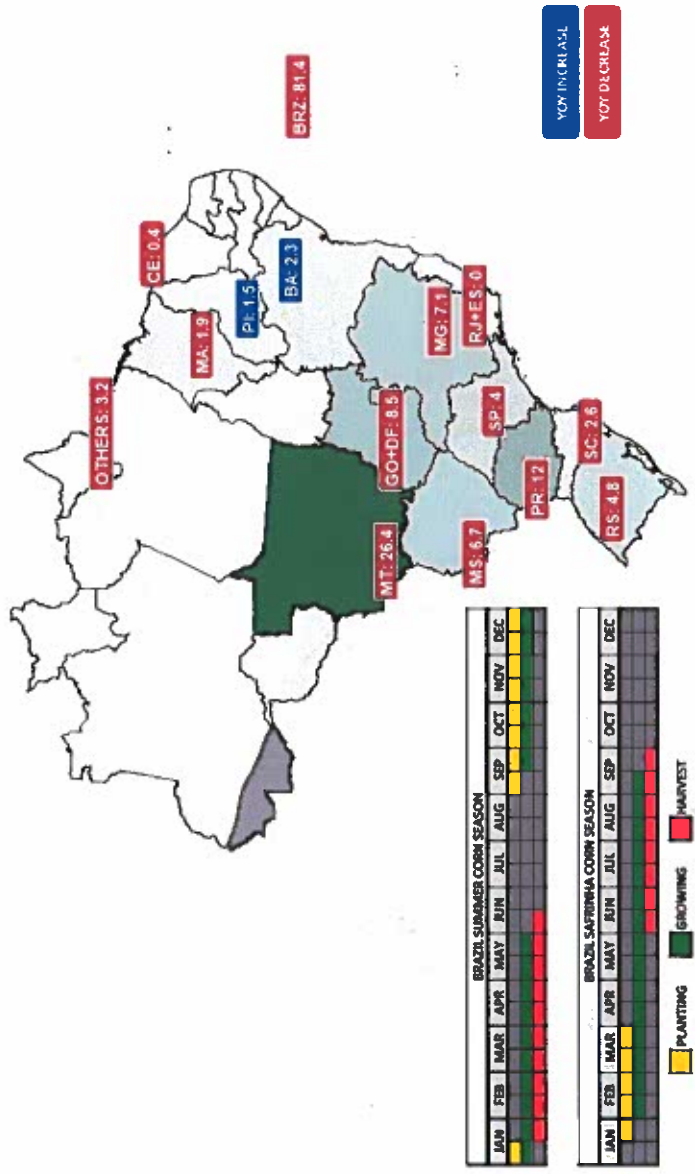 OTHERS: 3.2
CE: 0.4
MA: 1.9
PI: 1.5
BA: 2.3
BRZ: 81.4
MT: 26.4
GO+DF: 8.5
MG: 7.1
RJ+ES: 0
MS: 6.7
SP: 4
PR: 12
SC: 2.6
RS: 4.8
YOY INCREASE
YOY DECREASE
BRAZIL SUMMER CORN SEASON
JAN FEB MAR APR MAY JUN JUL AUG SEP OCT NOV DEC
BRAZIL SAFRINHA CORN SEASON
JAN FEB MAR APR MAY JUN JUL AUG SEP OCT NOV DEC
PLANTING GROWING HARVEST